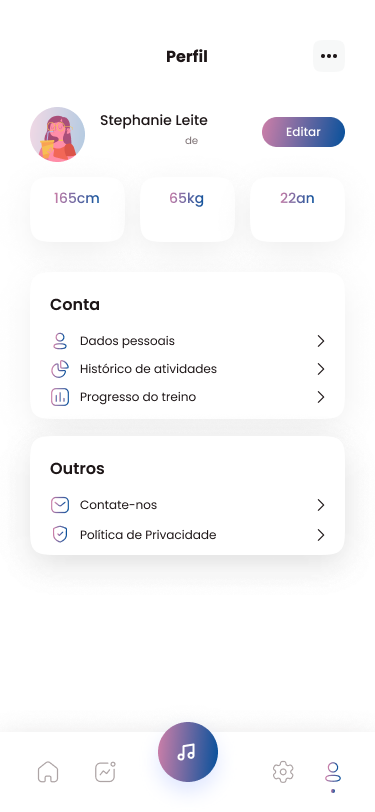 Perfil
Stephanie Leite
de
Editar
165cm
65kg
22an
Conta
Dados pessoais
Histórico de atividades
Progresso do treino
Outros
Contate-nos
Política de Privacidade